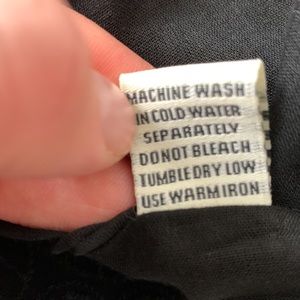 MACHINE WASH
IN COLD WATER
SEPARATELY
DO NOT BLEACH
TUMBLE DRY LOW
USE WARM IRON